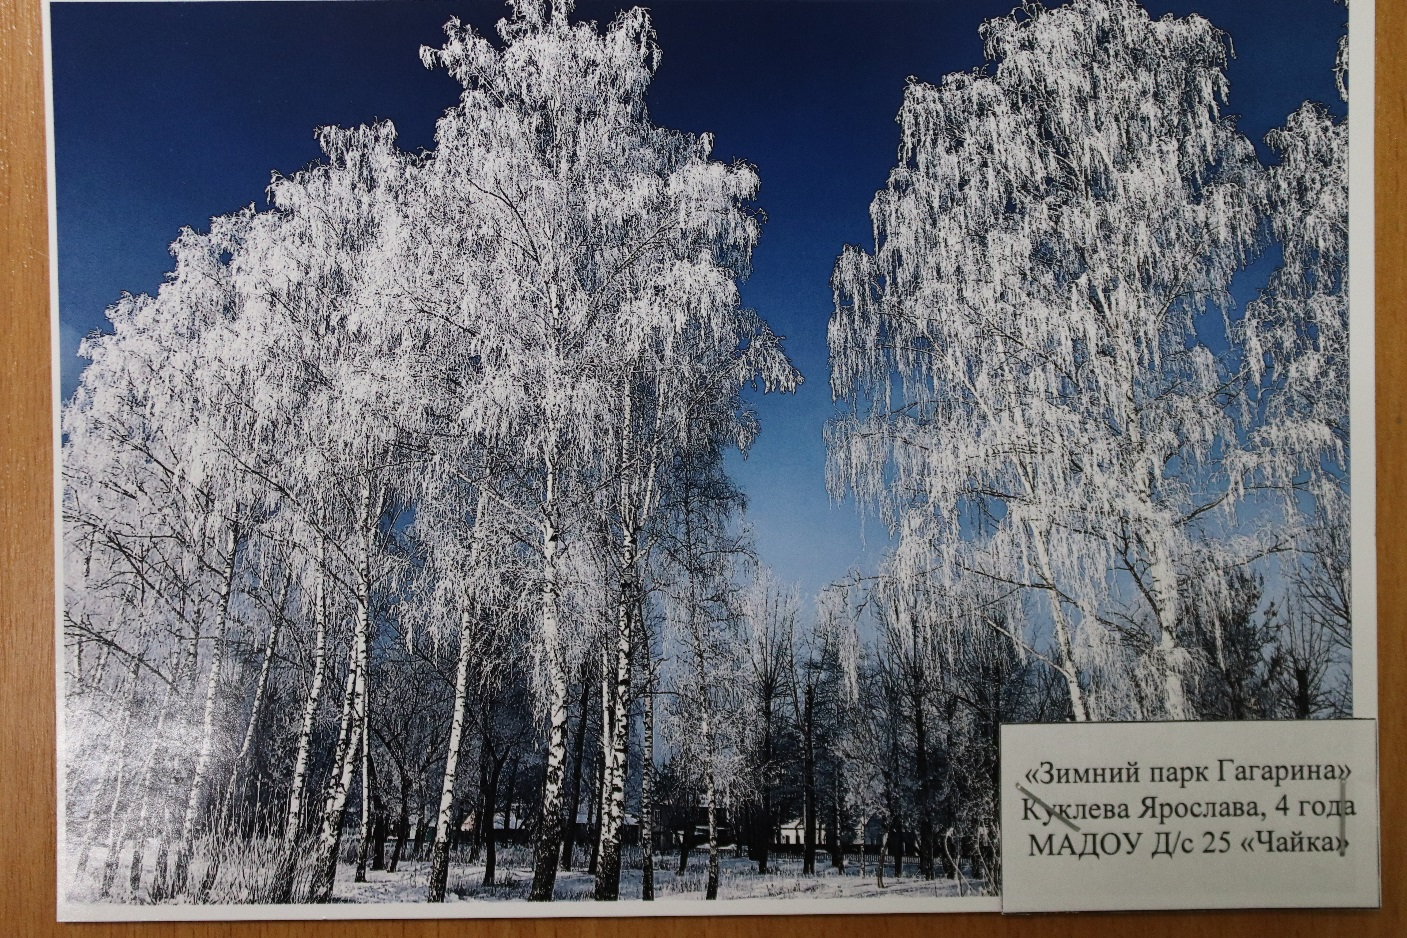 «Зимний парк Гагарина»
Куклева Ярослава, 4 года
МАДОУ Д/с 25 «Чайка»